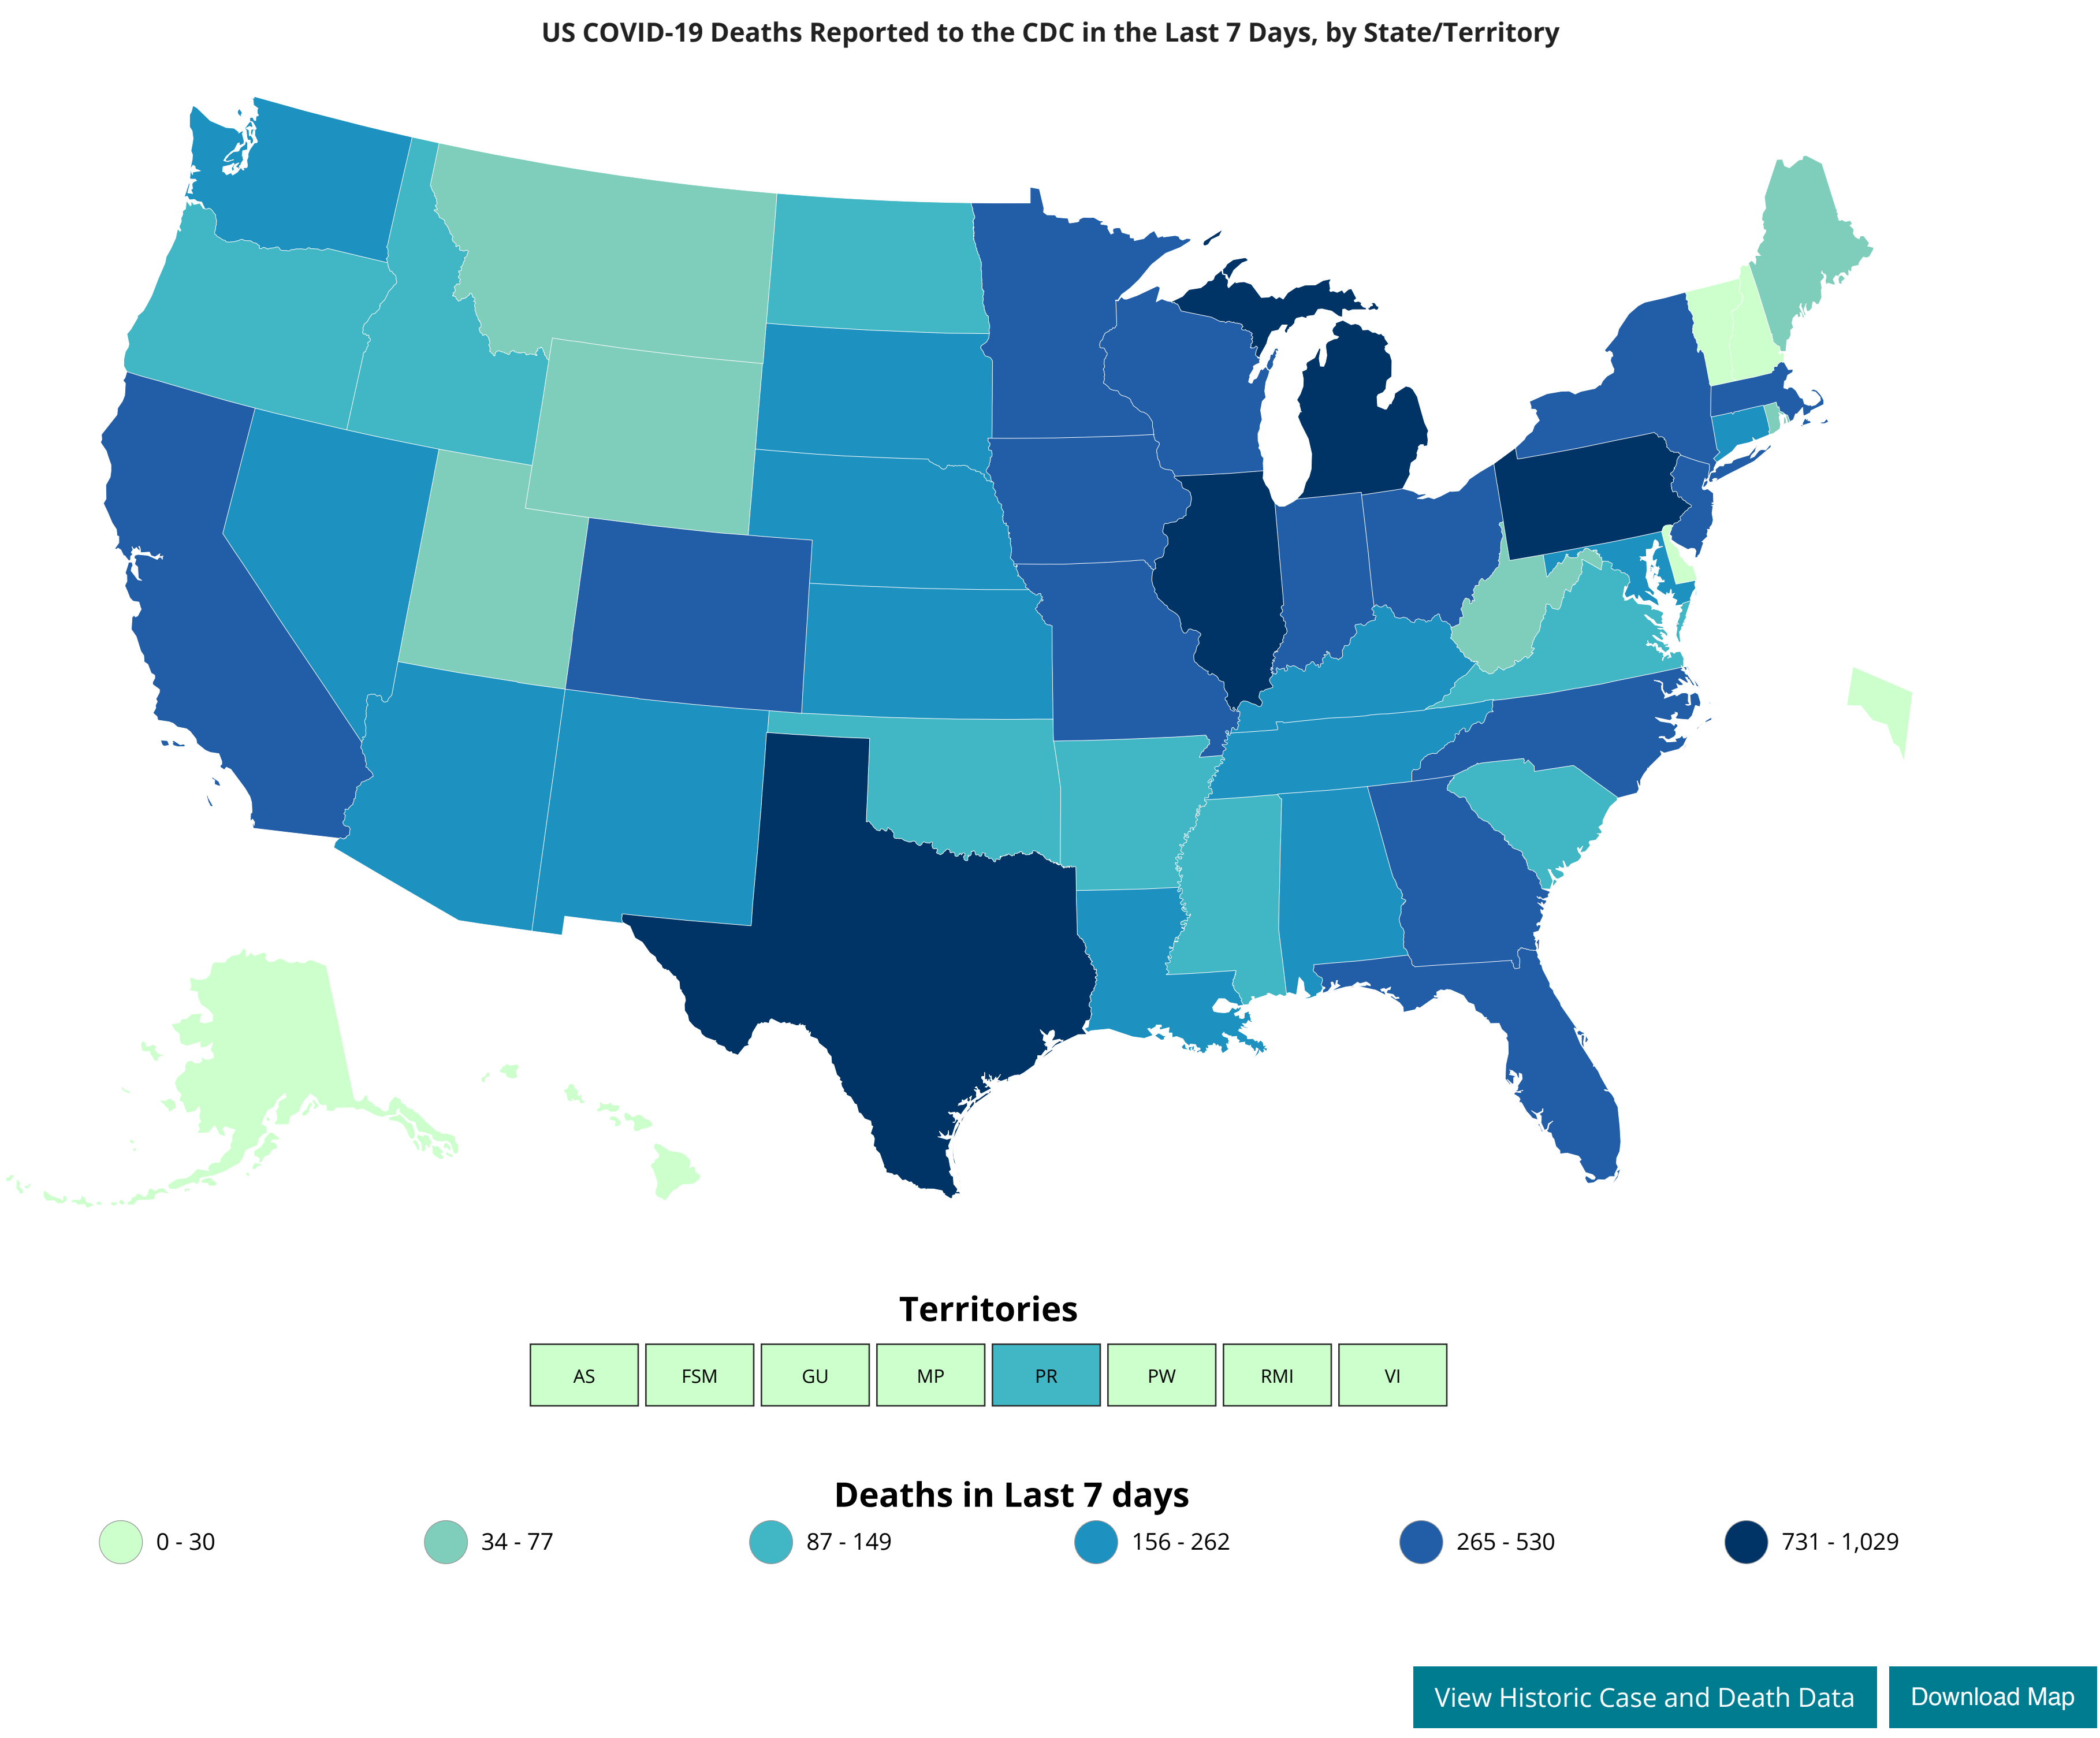 US COVID-19 Deaths Reported to the CDC in the Last 7 Days, by State/Territory
Territories
AS FSM GU MP PR PW RMI VI
Deaths in Last 7 days
0 - 30 34 - 77 87 - 149 156 - 262 265 - 530 731 - 1,029
View Historic Case and Death Data Download Map